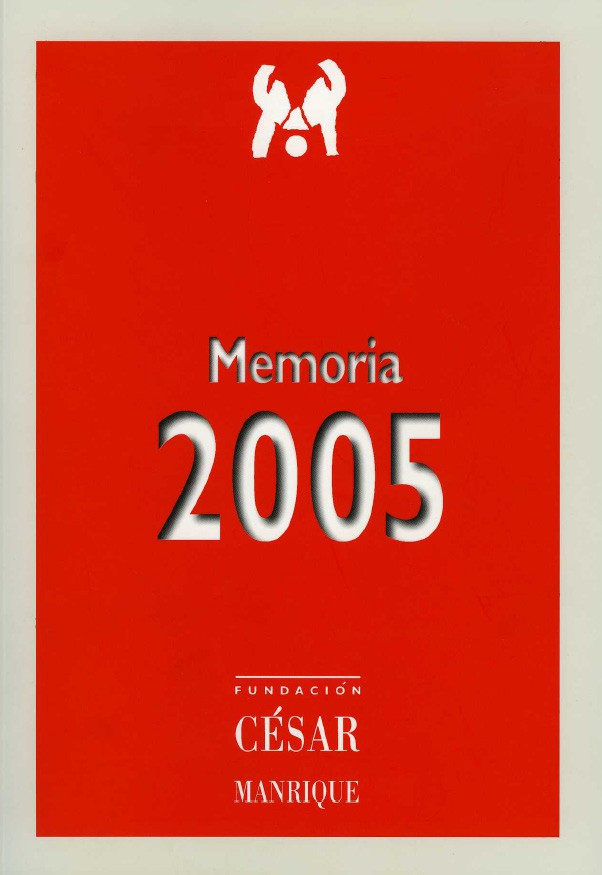 Memoria
2005
FUNDACIÓN
CÉSAR
MANRIQUE